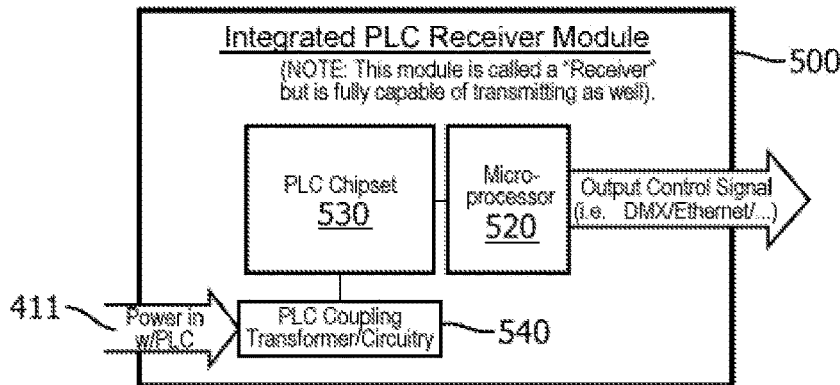 Integrated PLC Receiver Module
(NOTE: This module is called a "Receiver"
but is fully capable of transmitting as well).
500
PLC Chipset
530
Micro-
processor
520
Output Control Signal
(i.e. DMX/Ethernet/...)
411
Power in
w/PLC
PLC Coupling
Transformer/Circuitry
540